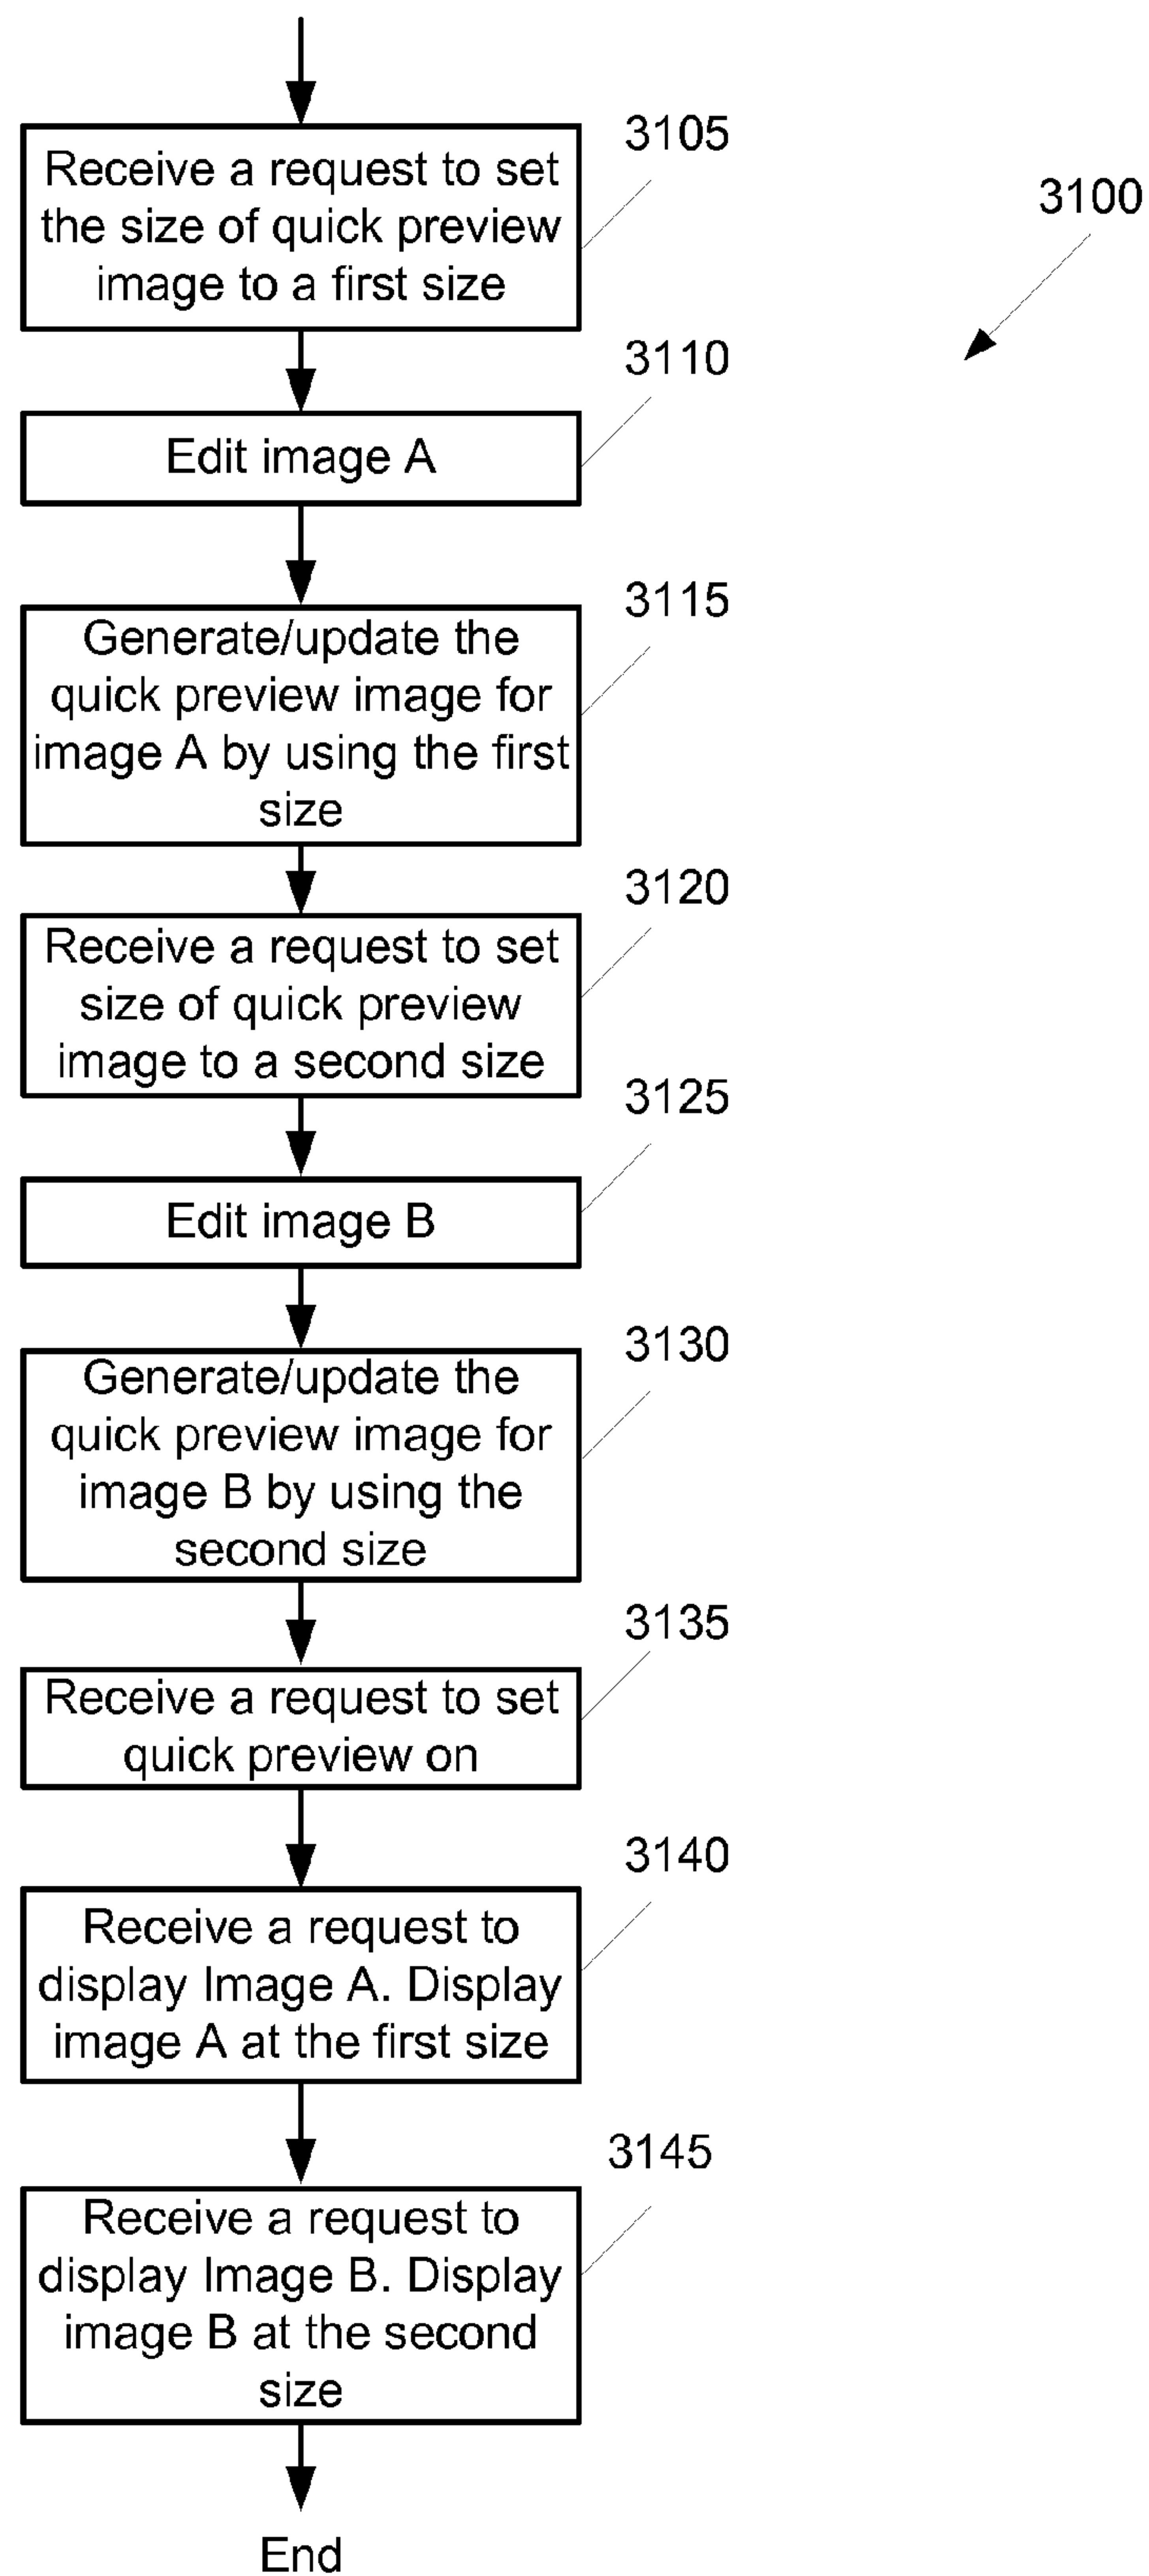 3105
Receive a request to set
the size of quick preview
image to a first size
3100
3110
Edit image A
3115
Generate/update the
quick preview image for
image A by using the first
size
3120
Receive a request to set
size of quick preview
image to a second size
3125
Edit image B
3130
Generate/update the
quick preview image for
image B by using the
second size
3135
Receive a request to set
quick preview on
3140
Receive a request to
display Image A. Display
image A at the first size
3145
Receive a request to
display Image B. Display
image B at the second
size
End